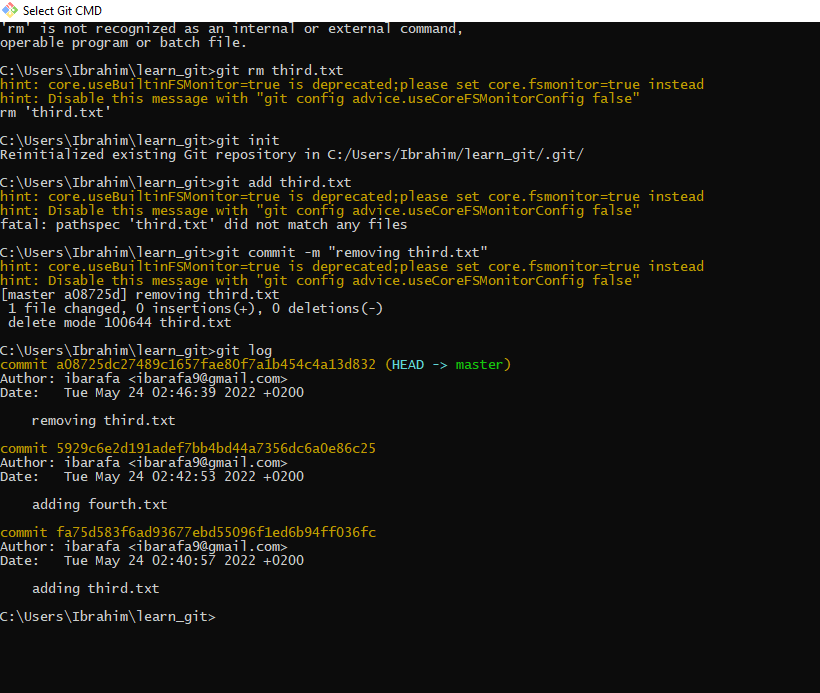 Select Git CMD
'rm' is not recognized as an internal or external command,
operable program or batch file.
C:\Users\Ibrahim\learn_git>git rm third.txt
hint: core.useBuiltinFSMonitor=true is deprecated;please set core.fsmonitor=true instead
hint: Disable this message with "git config advice.useCoreFSMonitorConfig false"
rm 'third.txt'
C:\Users\Ibrahim\learn_git>git init
Reinitialized existing Git repository in C:/Users/Ibrahim/learn_git/.git/
C:\Users\Ibrahim\learn_git>git add third.txt
hint: core.useBuiltinFSMonitor=true is deprecated;please set core.fsmonitor=true instead
hint: Disable this message with "git config advice.useCoreFSMonitorConfig false"
fatal: pathspec 'third.txt' did not match any files
C:\Users\Ibrahim\learn_git>git commit -m "removing third.txt"
hint: core.useBuiltinFSMonitor=true is deprecated;please set core.fsmonitor=true instead
hint: Disable this message with "git config advice.useCoreFSMonitorConfig false"
[master a08725d] removing third.txt
 1 file changed, 0 insertions(+), 0 deletions(-)
 delete mode 100644 third.txt
C:\Users\Ibrahim\learn_git>git log
commit a08725dc27489c1657fae80f7a1b454c4a13d832 (HEAD -> master)
Author: ibarafa <ibarafa9@gmail.com>
Date:   Tue May 24 02:46:39 2022 +0200
    removing third.txt
commit 5929c6e2d191adef7bb4bd44a7356dc6a0e86c25
Author: ibarafa <ibarafa9@gmail.com>
Date:   Tue May 24 02:42:53 2022 +0200
    adding fourth.txt
commit fa75d583f6ad93677ebd55096f1ed6b94ff036fc
Author: ibarafa <ibarafa9@gmail.com>
Date:   Tue May 24 02:40:57 2022 +0200
    adding third.txt
C:\Users\Ibrahim\learn_git>